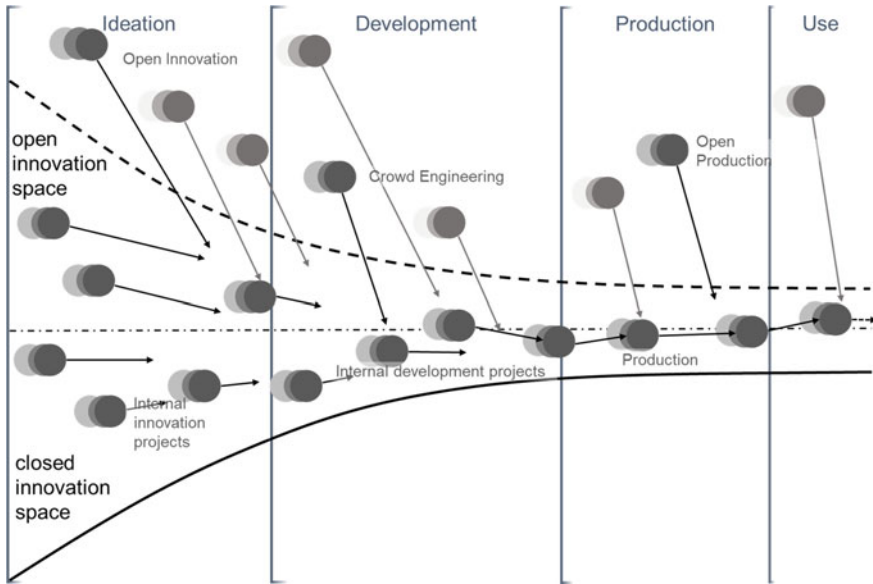 Ideation
Development
Production
Use
Open Innovation
open
innovation
space
Crowd Engineering
Open
Production
Internal development projects
Production
Internal
innovation
projects
closed
innovation
space